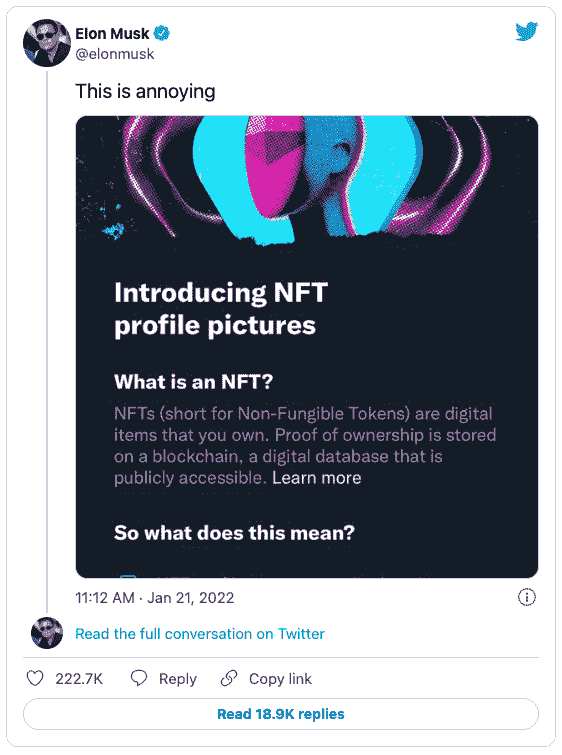 Elon Musk
@elonmusk
This is annoying
Introducing NFT
profile pictures
What is an NFT?
NFTs (short for Non-Fungible Tokens) are digital
items that you own. Proof of ownership is stored
on a blockchain, a digital database that is
publicly accessible. Learn more
So what does this mean?
11:12 AM · Jan 21, 2022
Read the full conversation on Twitter
222.7K Reply Copy link
Read 18.9K replies